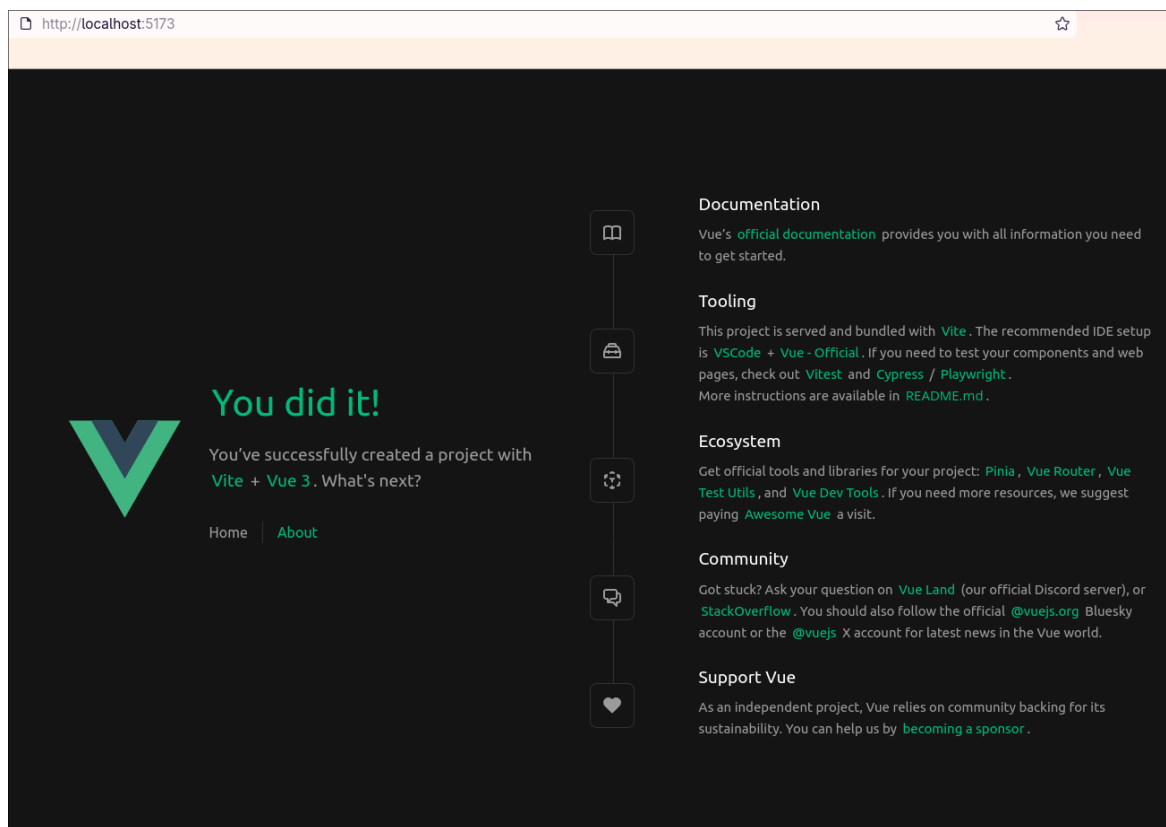 http://localhost:5173
You did it!
You've successfully created a project with
Vite + Vue 3. What's next?
Home
About
Documentation
Vue’s official documentation provides you with all information you need
to get started.
Tooling
This project is served and bundled with Vite. The recommended IDE setup
is VSCode + Vue - Official. If you need to test your components and web
pages, check out Vitest and Cypress / Playwright.
More instructions are available in README.md.
Ecosystem
Get official tools and libraries for your project: Pinia, Vue Router, Vue
Test Utils, and Vue Dev Tools. If you need more resources, we suggest
paying Awesome Vue a visit.
Community
Got stuck? Ask your question on Vue Land (our official Discord server), or
StackOverflow. You should also follow the official @vuejs.org Bluesky
account or the @vuejs X account for latest news in the Vue world.
Support Vue
As an independent project, Vue relies on community backing for its
sustainability. You can help us by becoming a sponsor.